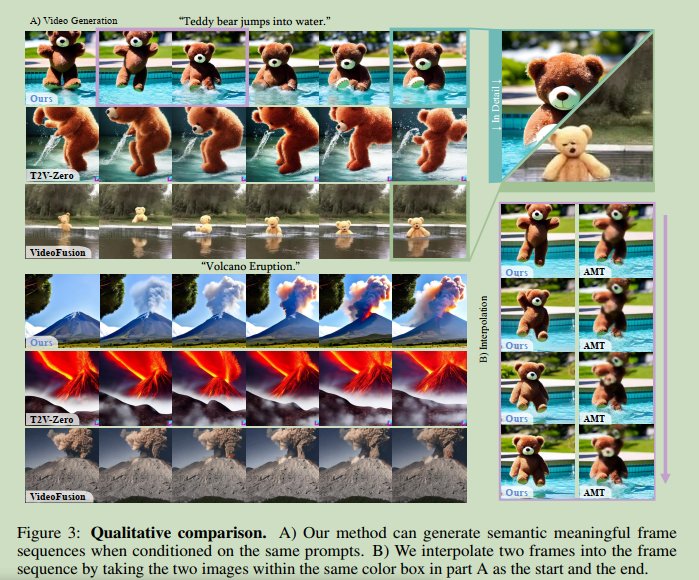 A) Video Generation
“Teddy bear jumps into water.”
Ours
T2V-Zero
VideoFusion
“Volcano Eruption.”
Ours
T2V-Zero
VideoFusion
↓ In Detail ↓
B) Interpolation
Ours
AMT
Ours
AMT
Ours
AMT
Ours
AMT
Figure 3: Qualitative comparison. A) Our method can generate semantic meaningful frame
sequences when conditioned on the same prompts. B) We interpolate two frames into the frame
sequence by taking the two images within the same color box in part A as the start and the end.